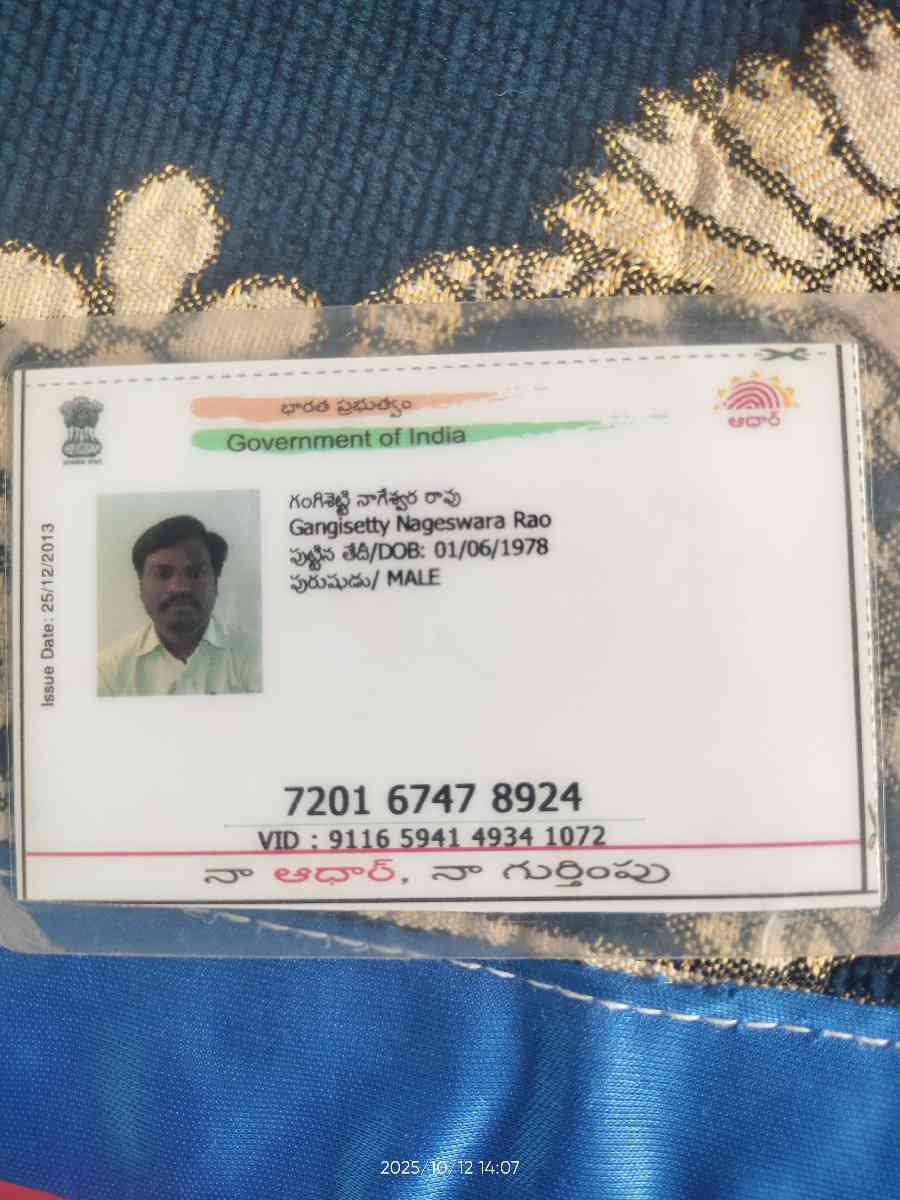 భారత ప్రభుత్వం
Government of India
ఆధార్
గంగిశెట్టి నాగేశ్వర రావు
Gangisetty Nageswara Rao
పుట్టిన తేదీ/DOB: 01/06/1978
పురుషుడు/ MALE
Issue Date: 25/12/2013
7201 6747 8924
VID : 9116 5941 4934 1072
నా ఆధార్, నా గుర్తింపు
2025/10/12 14:07